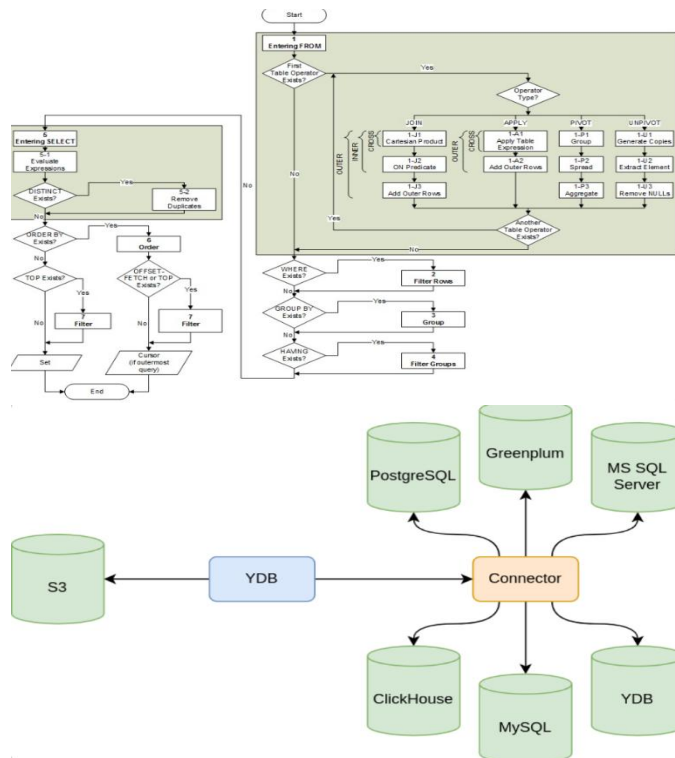 Start
1
Entering FROM
First
Table Operator
Exists?
Yes
Operator
Type?
JOIN
APPLY
PIVOT
UNPIVOT
OUTER
INNER
CROSS
1-J1
Cartesian Product
1-J2
ON Predicate
1-J3
Add Outer Rows
OUTER
CROSS
1-A1
Apply Table
Expression
1-A2
Add Outer Rows
1-P1
Group
1-P2
Spread
1-P3
Aggregate
1-U1
Generate Copies
1-U2
Extract Element
1-U3
Remove NULLs
Another
Table Operator
Exists?
Yes
No
No
No
WHERE
Exists?
Yes
2
Filter Rows
No
GROUP BY
Exists?
Yes
3
Group
No
HAVING
Exists?
Yes
4
Filter Groups
No
5
Entering SELECT
5-1
Evaluate
Expressions
DISTINCT
Exists?
Yes
5-2
Remove
Duplicates
No
ORDER BY
Exists?
Yes
6
Order
No
TOP Exists?
Yes
7
Filter
No
OFFSET-
FETCH or TOP
Exists?
Yes
7
Filter
No
Set
Cursor
(if outermost
query)
End
PostgreSQL
Greenplum
MS SQL
Server
S3
YDB
Connector
ClickHouse
MySQL
YDB